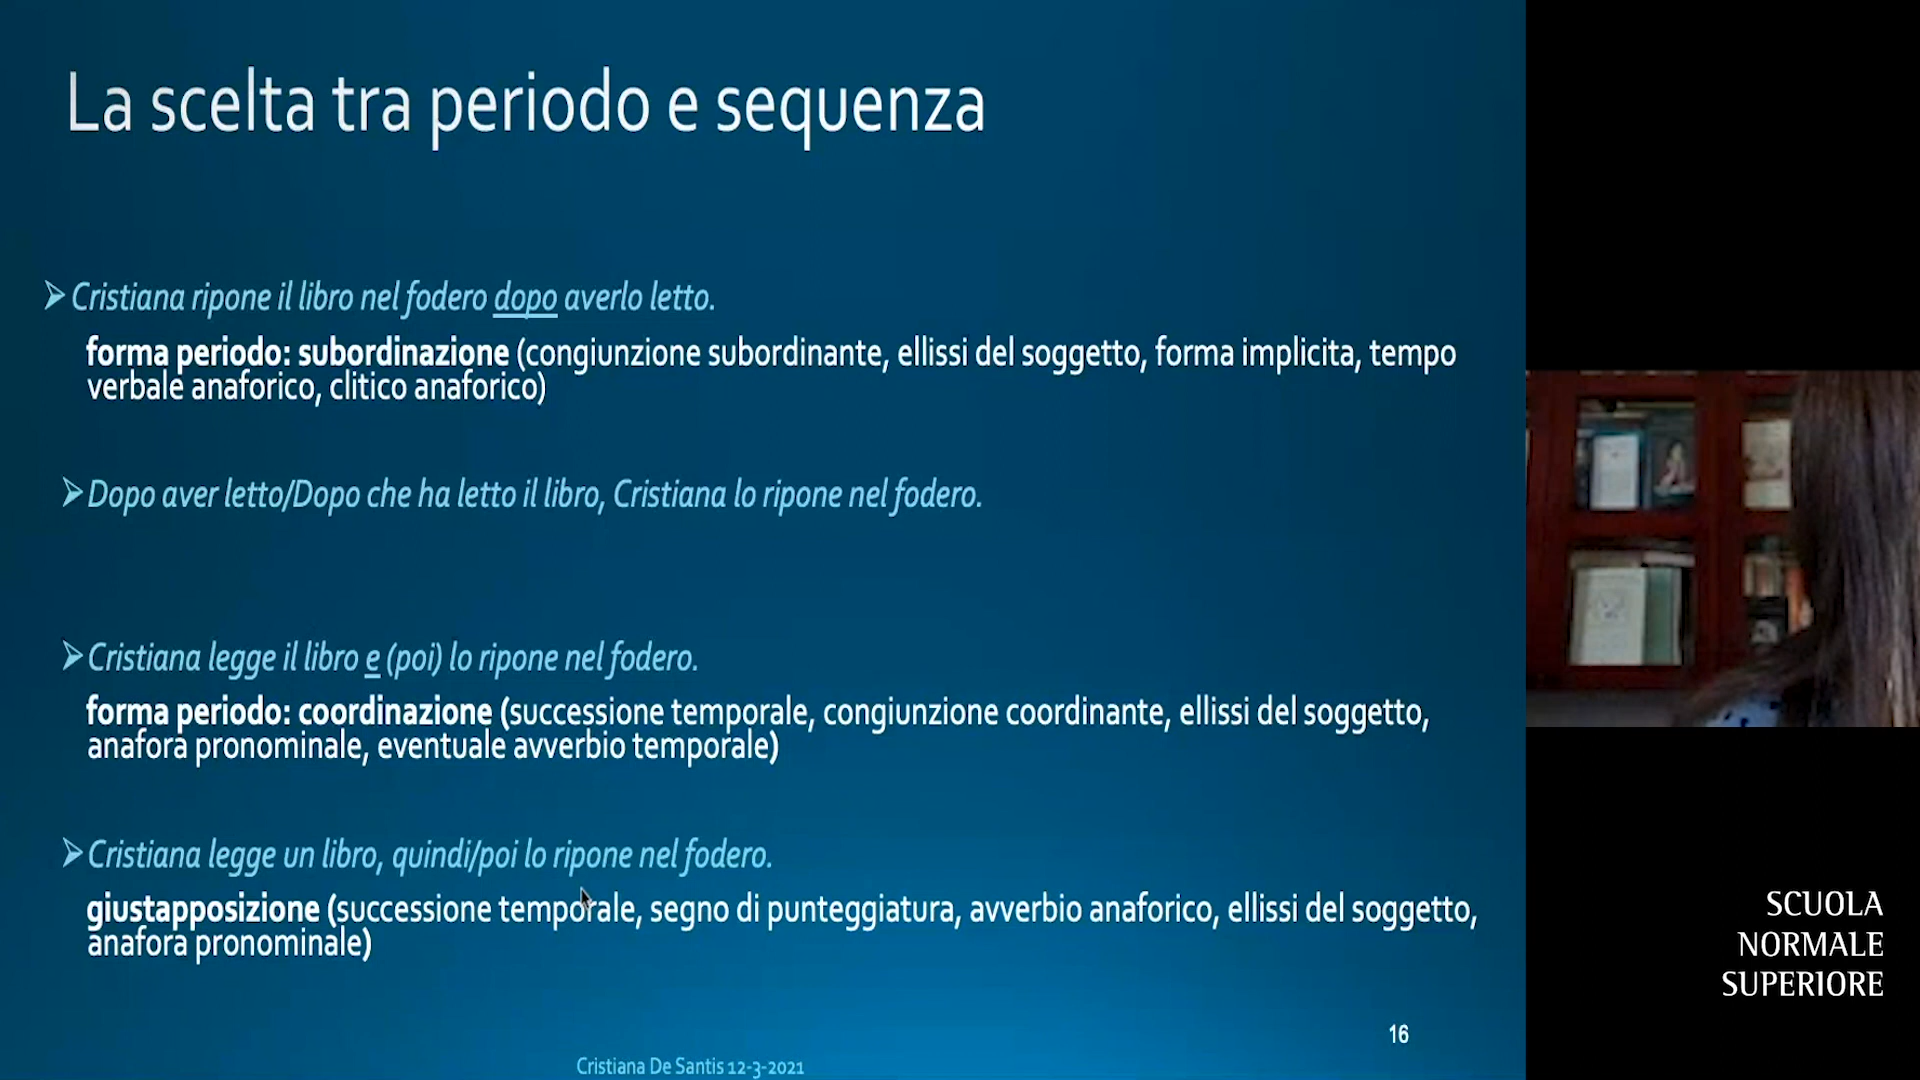 La scelta tra periodo e sequenza
Cristiana ripone il libro nel fodero dopo averlo letto.
forma periodo: subordinazione (congiunzione subordinante, ellissi del soggetto, forma implicita, tempo
verbale anaforico, clitico anaforico)
Dopo aver letto/Dopo che ha letto il libro, Cristiana lo ripone nel fodero.
Cristiana legge il libro e (poi) lo ripone nel fodero.
forma periodo: coordinazione (successione temporale, congiunzione coordinante, ellissi del soggetto,
anafora pronominale, eventuale avverbio temporale)
Cristiana legge un libro, quindi/poi lo ripone nel fodero.
giustapposizione (successione temporale, segno di punteggiatura, avverbio anaforico, ellissi del soggetto,
anafora pronominale)
16
Cristiana De Santis 12-3-2021
SCUOLA
NORMALE
SUPERIORE